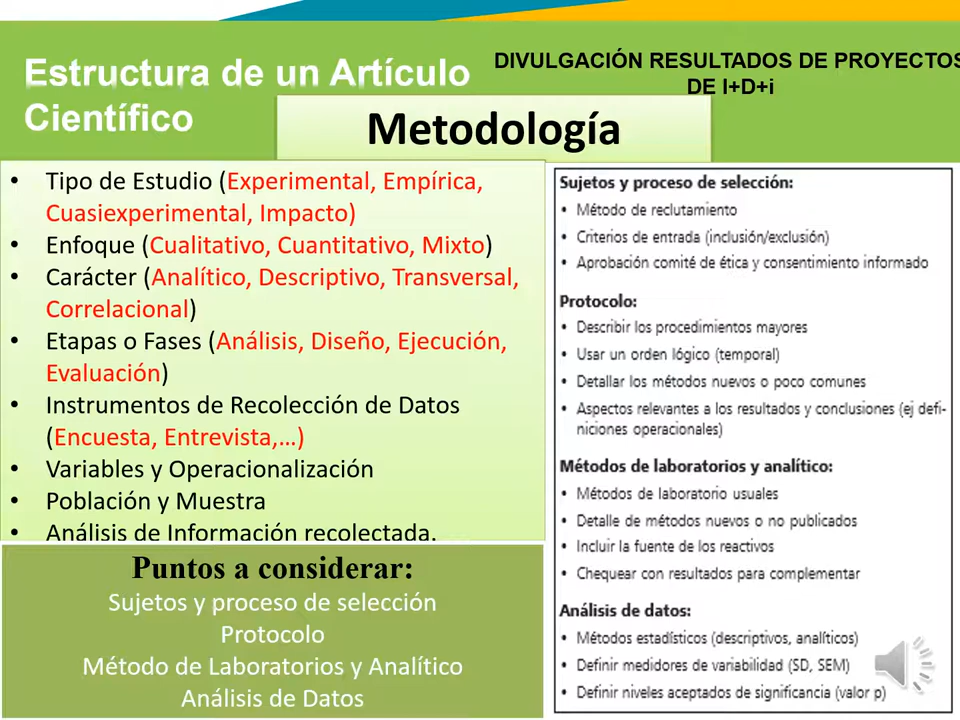 Estructura de un Artículo
Científico
DIVULGACIÓN RESULTADOS DE PROYECTOS
DE I+D+i
Metodología
• Tipo de Estudio (Experimental, Empírica,
Cuasiexperimental, Impacto)
• Enfoque (Cualitativo, Cuantitativo, Mixto)
• Carácter (Analítico, Descriptivo, Transversal,
Correlacional)
• Etapas o Fases (Análisis, Diseño, Ejecución,
Evaluación)
• Instrumentos de Recolección de Datos
(Encuesta, Entrevista,...)
• Variables y Operacionalización
• Población y Muestra
• Análisis de Información recolectada.
Puntos a considerar:
Sujetos y proceso de selección
Protocolo
Método de Laboratorios y Analítico
Análisis de Datos
Sujetos y proceso de selección:
• Método de reclutamiento
• Criterios de entrada (inclusión/exclusión)
• Aprobación comité de ética y consentimiento informado
Protocolo:
• Describir los procedimientos mayores
• Usar un orden lógico (temporal)
• Detallar los métodos nuevos o poco comunes
• Aspectos relevantes a los resultados y conclusiones (ej defi-
niciones operacionales)
Métodos de laboratorios y analítico:
• Métodos de laboratorio usuales
• Detalle de métodos nuevos o no publicados
• Incluir la fuente de los reactivos
• Chequear con resultados para complementar
Análisis de datos:
• Métodos estadísticos (descriptivos, analíticos)
• Definir medidores de variabilidad (SD, SEM)
• Definir niveles aceptados de significancia (valor p)